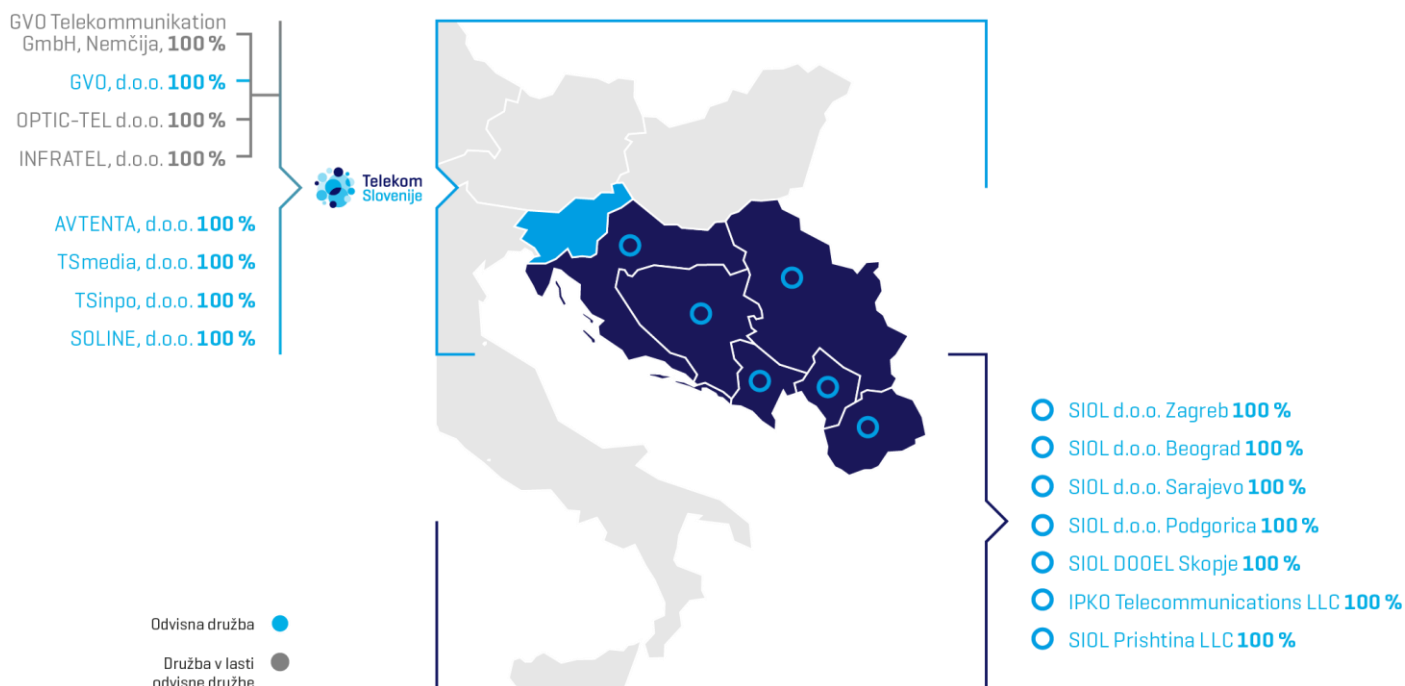 GVO Telekommunikation
GmbH, Nemčija, 100 %
GVO, d.o.o. 100 %
OPTIC-TEL d.o.o. 100 %
INFRATEL, d.o.o. 100 %
AVTENTA, d.o.o. 100 %
TSmedia, d.o.o. 100 %
TSinpo, d.o.o. 100 %
SOLINE, d.o.o. 100 %
Telekom
Slovenije
SIOL d.o.o. Zagreb 100 %
SIOL d.o.o. Beograd 100 %
SIOL d.o.o. Sarajevo 100 %
SIOL d.o.o. Podgorica 100 %
SIOL DOOEL Skopje 100 %
IPKO Telecommunications LLC 100 %
SIOL Prishtina LLC 100 %
Odvisna družba
Družba v lasti
odvisne družbe